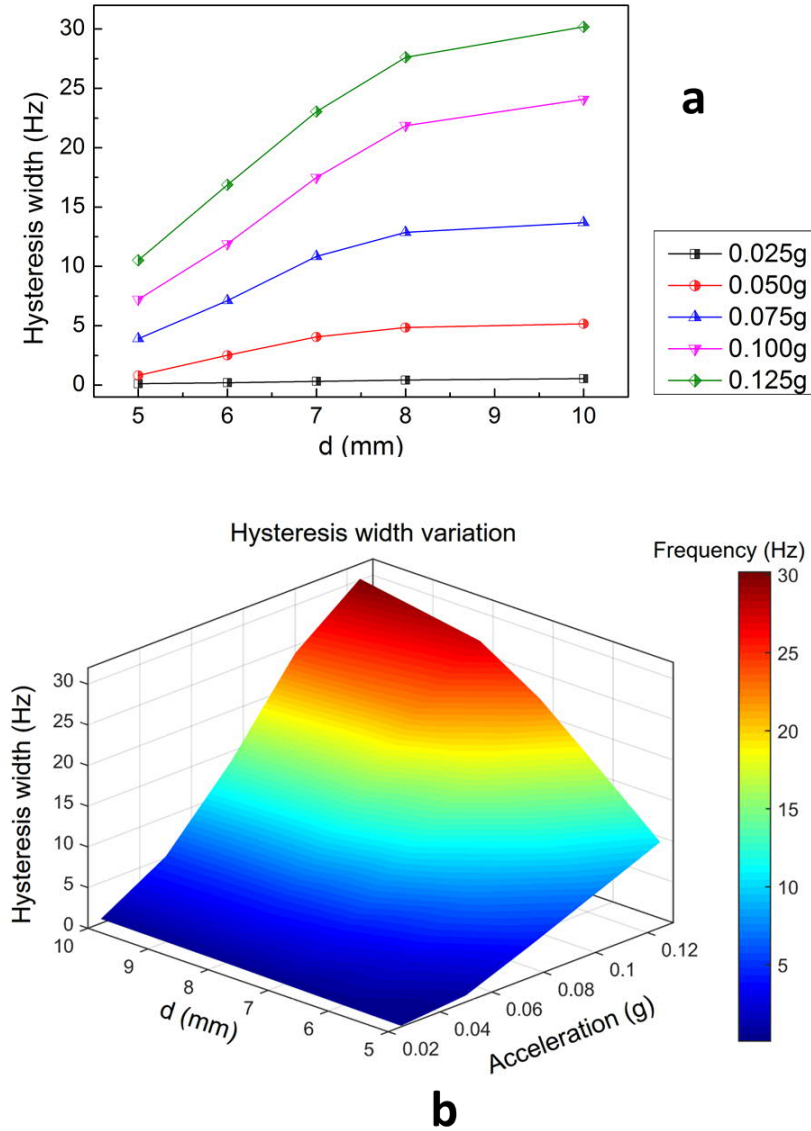 30
25
20
15
10
5
0
Hysteresis width (Hz)
5 6 7 8 9 10
d (mm)
a
0.025g
0.050g
0.075g
0.100g
0.125g
Hysteresis width variation
Frequency (Hz)
30
25
20
15
10
5
0
Hysteresis width (Hz)
10 9 8 7 6 5
d (mm)
0.02 0.04 0.06 0.08 0.1 0.12
Acceleration (g)
30
25
20
15
10
5
b